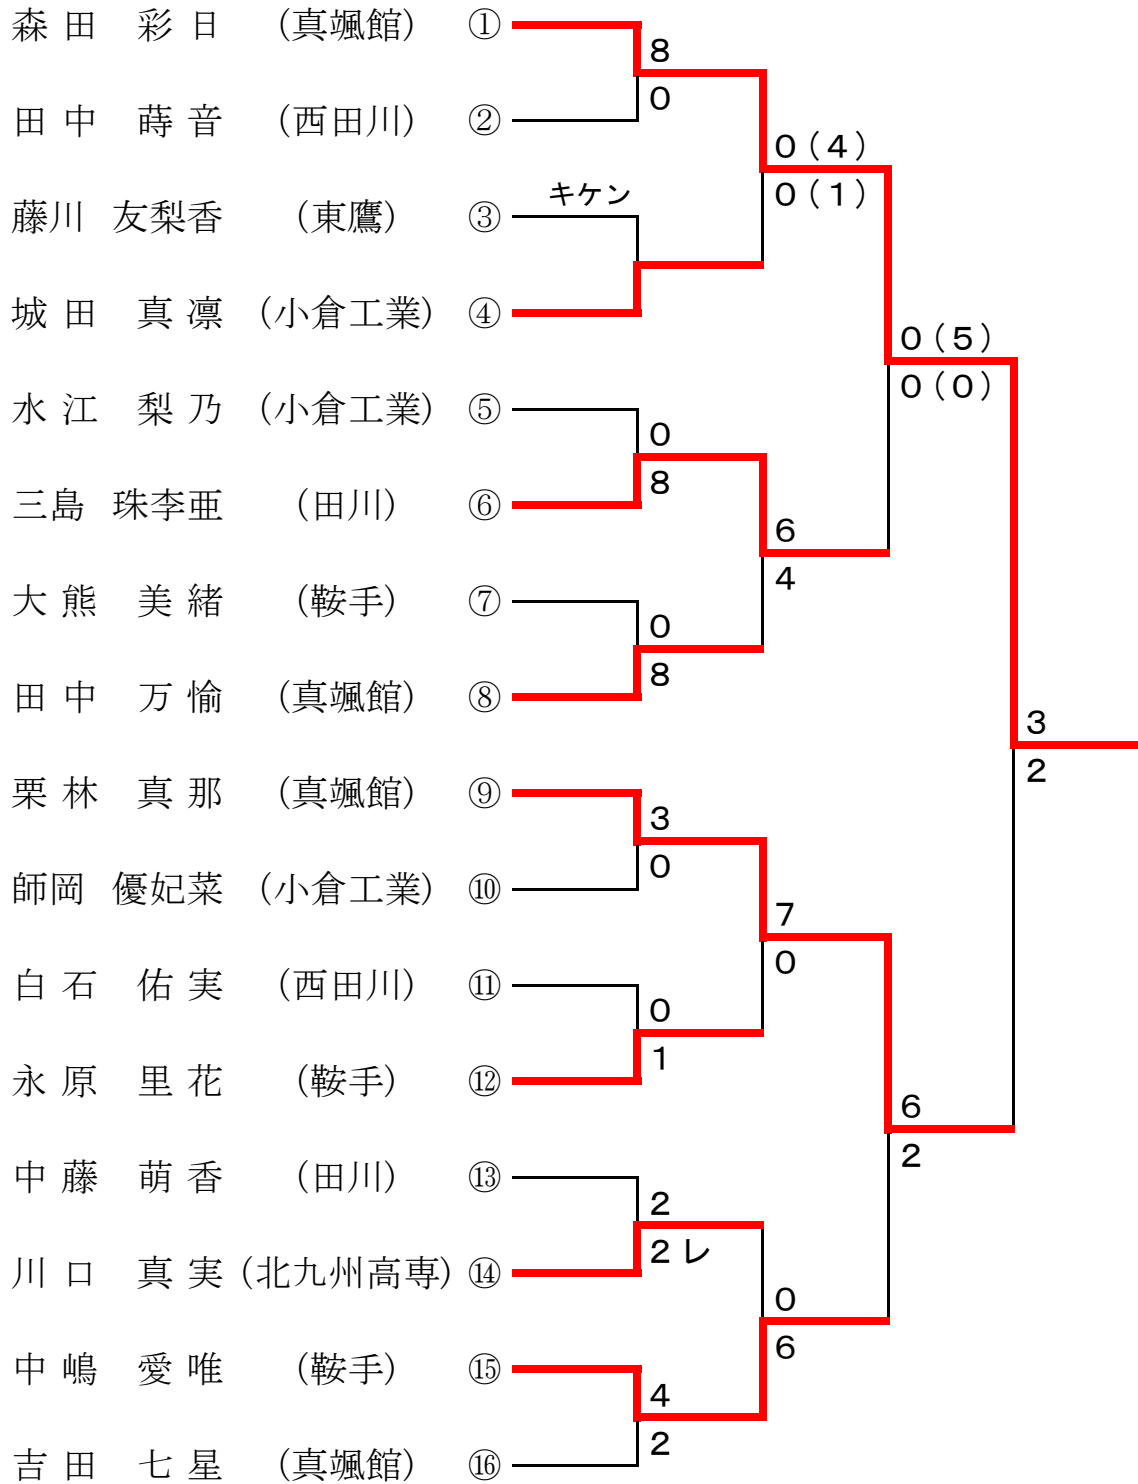 森田 彩日 (真颯館) ①
8
0
田中 蒔音 (西田川) ②
0(4)
0(1)
キケン
藤川 友梨香 (東鷹) ③
城田 真凛 (小倉工業) ④
0(5)
0(0)
水江 梨乃 (小倉工業) ⑤
0
8
三島 珠李亜 (田川) ⑥
6
4
大熊 美緒 (鞍手) ⑦
0
8
田中 万愉 (真颯館) ⑧
3
2
栗林 真那 (真颯館) ⑨
3
0
師岡 優妃菜 (小倉工業) ⑩
7
0
白石 佑実 (西田川) ⑪
0
1
永原 里花 (鞍手) ⑫
6
2
中藤 萌香 (田川) ⑬
2
2レ
川口 真実 (北九州高専) ⑭
0
6
中嶋 愛唯 (鞍手) ⑮
4
2
吉田 七星 (真颯館) ⑯